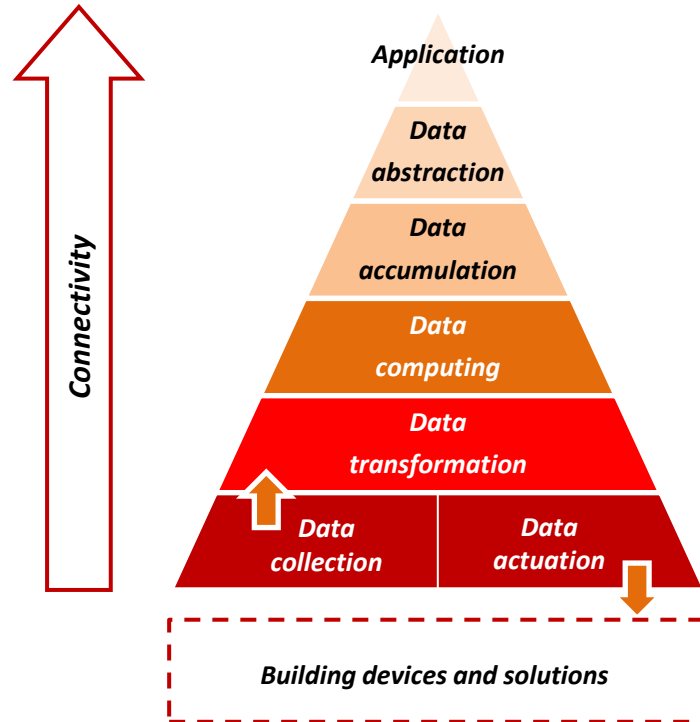 Application
Data
abstraction
Data
accumulation
Data
computing
Data
transformation
Data
collection
Data
actuation
Building devices and solutions
Connectivity